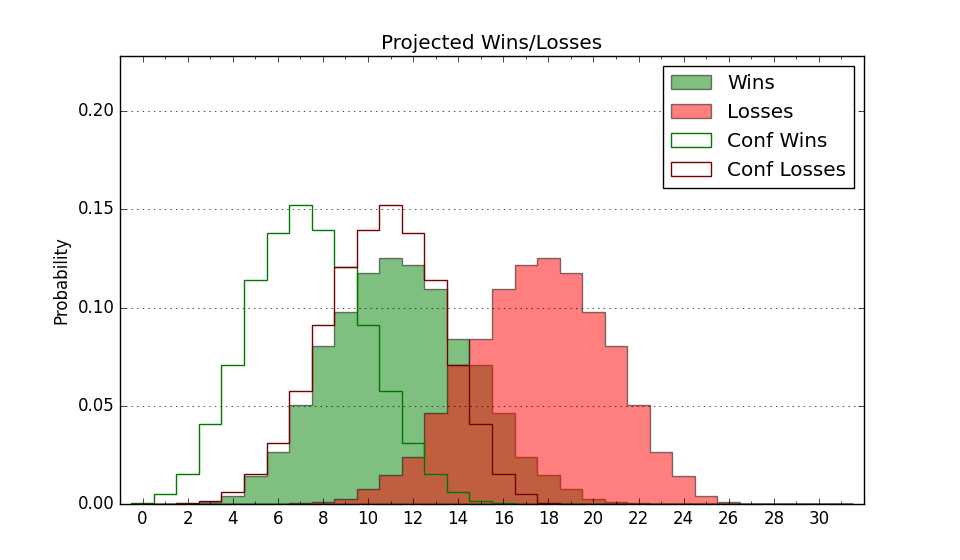 Projected Wins/Losses
Wins
Losses
Conf Wins
Conf Losses
Probability
0.20
0.15
0.10
0.05
0.00
0 2 4 6 8 10 12 14 16 18 20 22 24 26 28 30